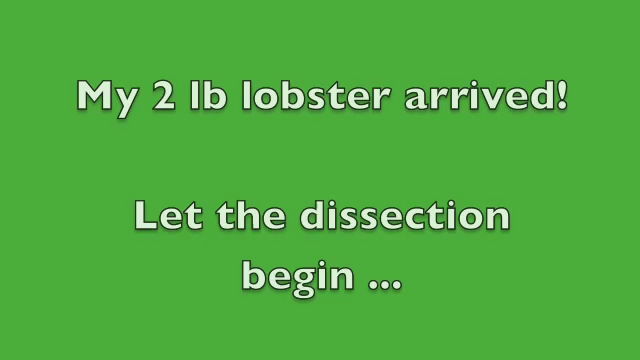 My 2 lb lobster arrived!
Let the dissection
begin ...